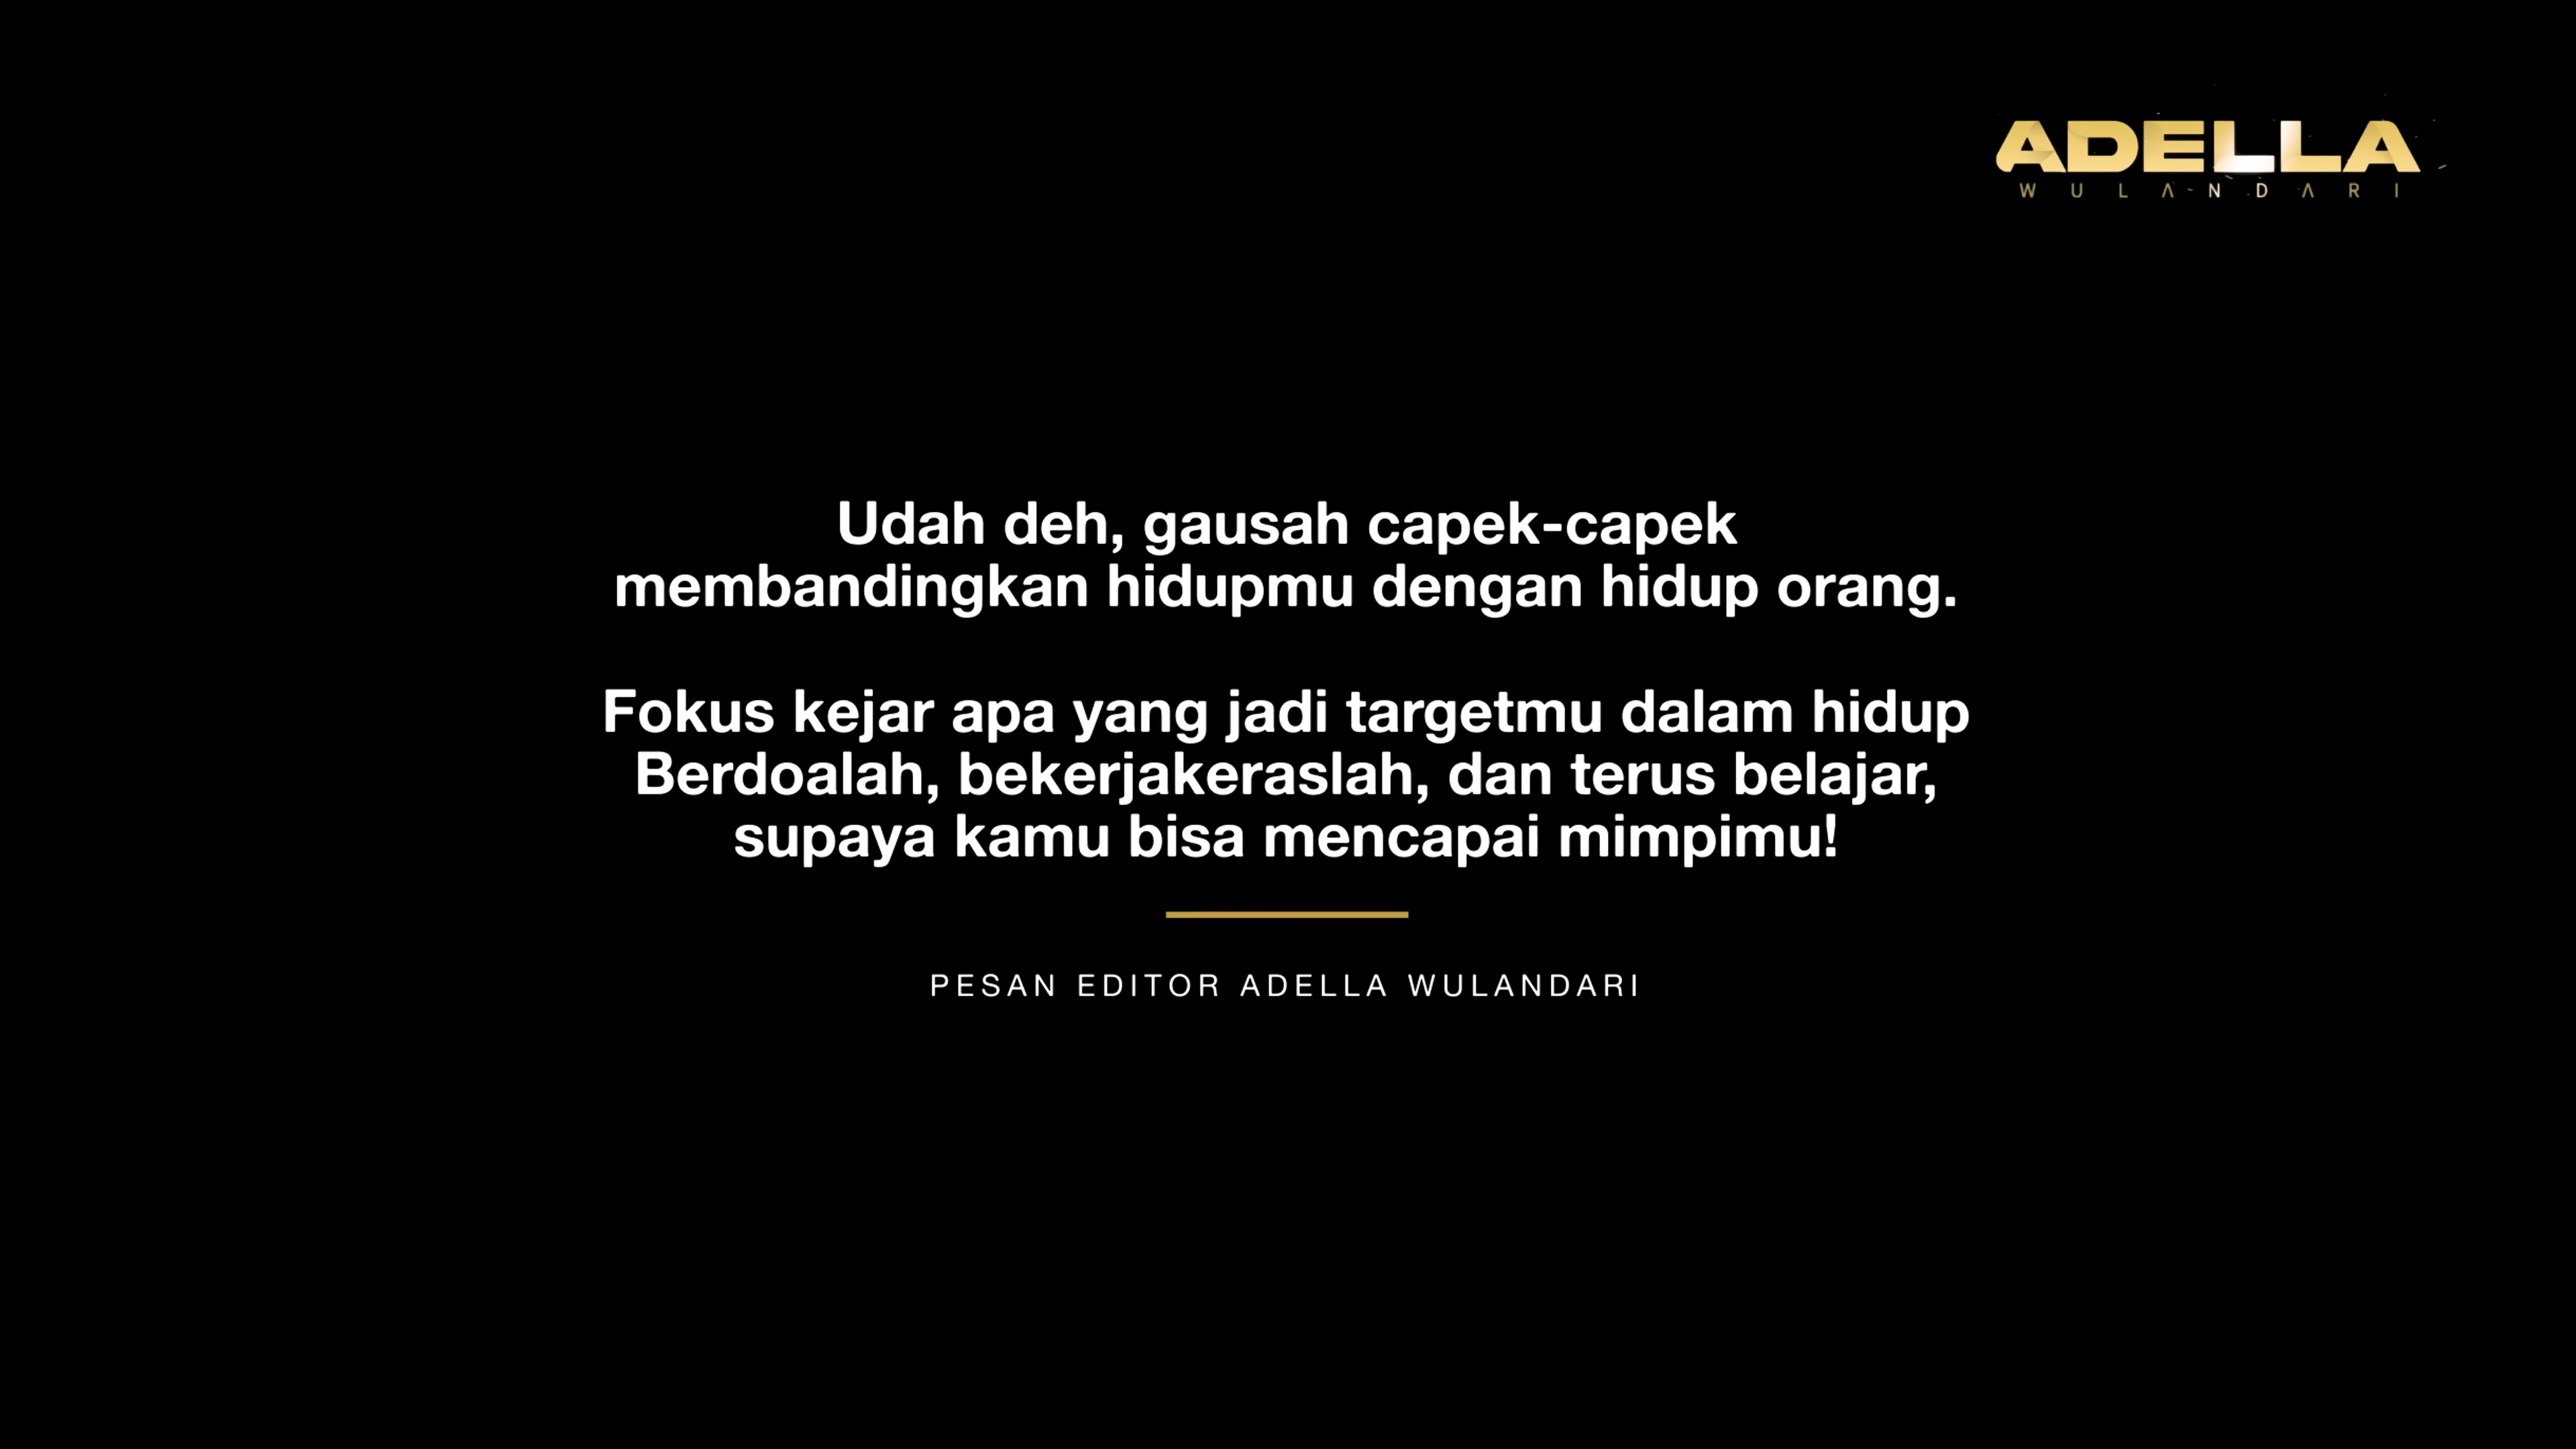 ADELLA
WULANDARI
Udah deh, gausah capek-capek
membandingkan hidupmu dengan hidup orang.
Fokus kejar apa yang jadi targetmu dalam hidup
Berdoalah, bekerjakeraslah, dan terus belajar,
supaya kamu bisa mencapai mimpimu!
PESAN EDITOR ADELLA WULANDARI